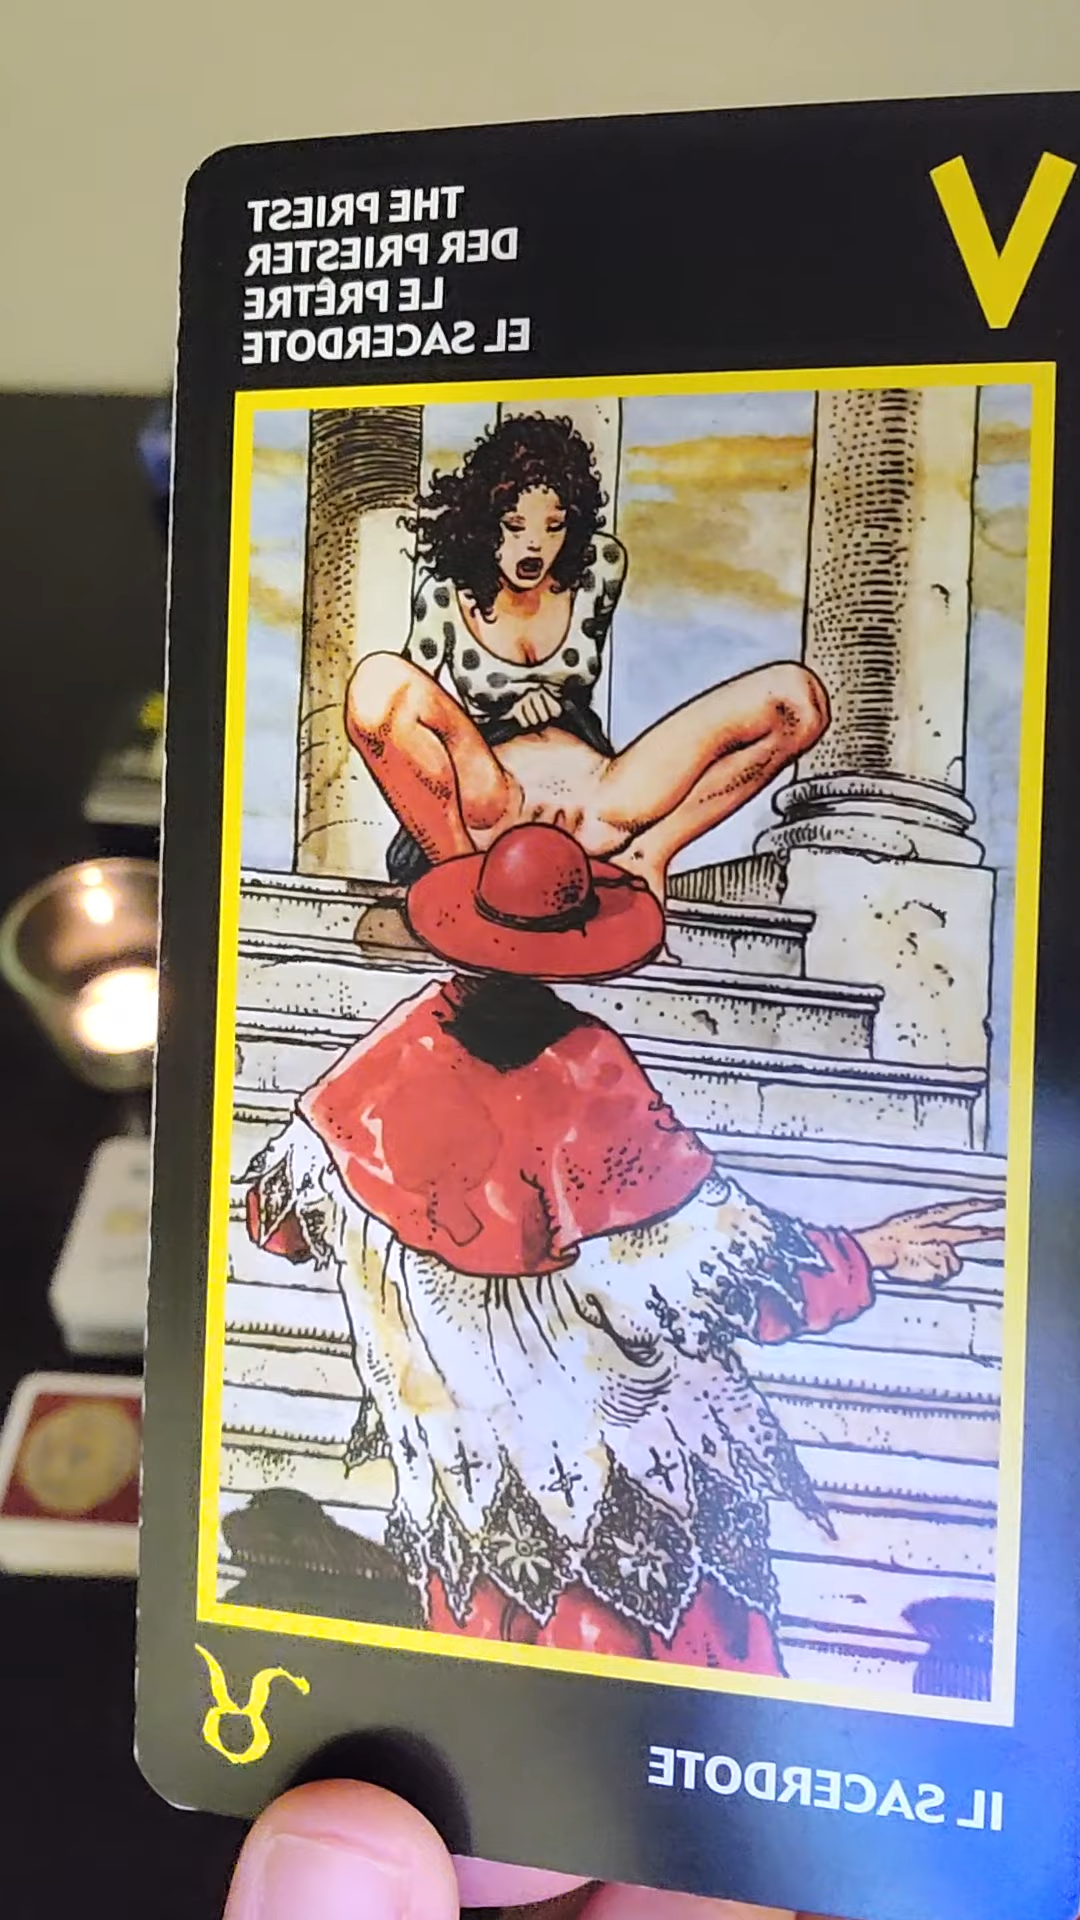 V
THE PRIEST
DER PRIESTER
LE PRÊTRE
EL SACERDOTE
IL SACERDOTE